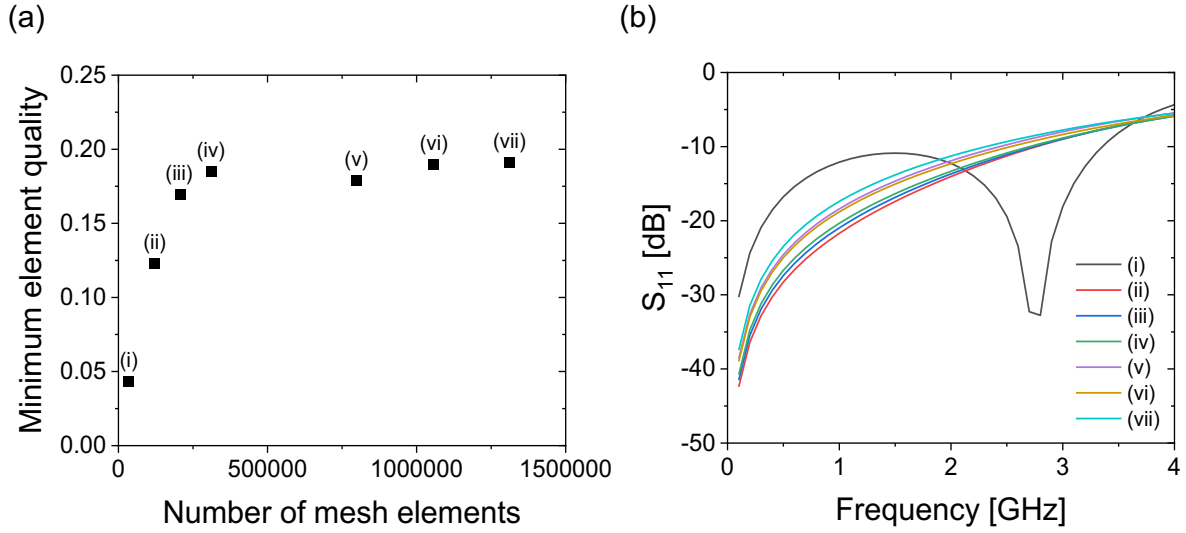 (a)
0.25
0.20
0.15
0.10
0.05
0.00
Minimum element quality
(i)
(ii)
(iii)
(iv)
(v)
(vi)
(vii)
0
500000
1000000
1500000
Number of mesh elements
(b)
0
-10
-20
-30
-40
-50
S₁₁ [dB]
(i)
(ii)
(iii)
(iv)
(v)
(vi)
(vii)
0
1
2
3
4
Frequency [GHz]